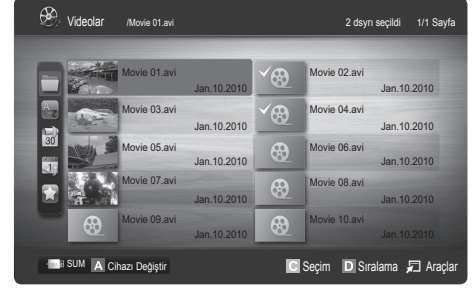 Videolar /Movie 01.avi 2 dsyrı seçildi 1/1 Sayfa
Movie 01.avi Movie 02.avi
Jan.10.2010 Jan.10.2010
Movie 03.avi Movie 04.avi
Jan.10.2010 Jan.10.2010
Movie 05.avi Movie 06.avi
Jan.10.2010 Jan.10.2010
Movie 07.avi Movie 08.avi
Jan.10.2010 Jan.10.2010
Movie 09.avi Movie 10.avi
Jan.10.2010 Jan.10.2010
SUM A Cihazı Değiştir C Seçim D Sıralama Araçlar